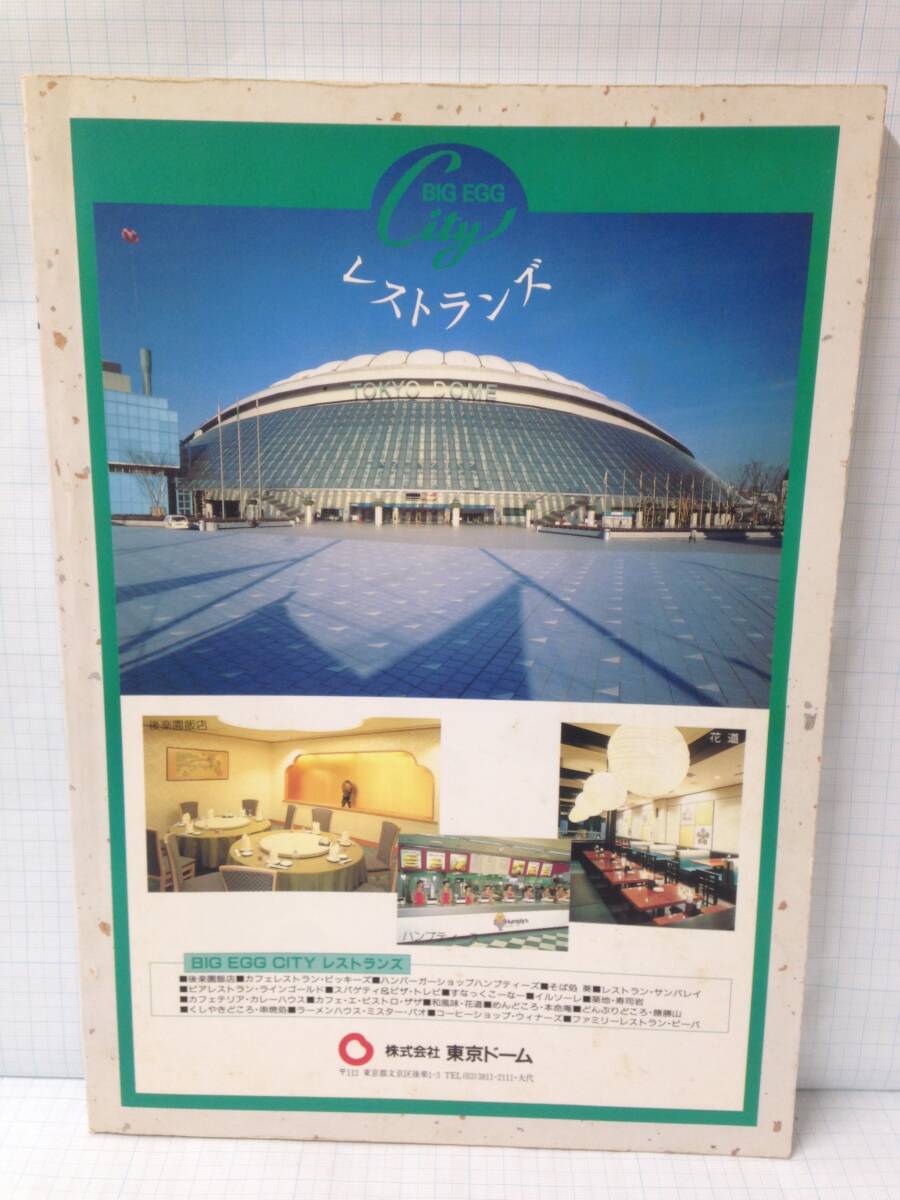 BIG EGG
City
レストランズ
TOKYO DOME
後楽園飯店
花道
Humpty's
ハンプティーズ
BIG EGG CITY レストランズ
■後楽園飯店■カフェレストラン・ビッキーズ■ハンバーガーショップハンプティーズ■そば処 葵■レストラン・サンバレイ
■ビアレストラン・ラインゴールド■スパゲティ&ピザ・トレビ■すなっくこーなー■イルソーレ■築地・寿司岩
■カフェテリア・カレーハウス■カフェ・エ・ビストロ・ザザ■和風味・花道■めんどころ・本命庵■どんぶりどころ・勝勝山
■くしやきどころ・串焼処■ラーメンハウス・ミスター・パオ■コーヒーショップ・ウィナーズ■ファミリーレストラン・ビーバ
株式会社 東京ドーム
〒112 東京都文京区後楽1-3 TEL(03)3811-2111・大代